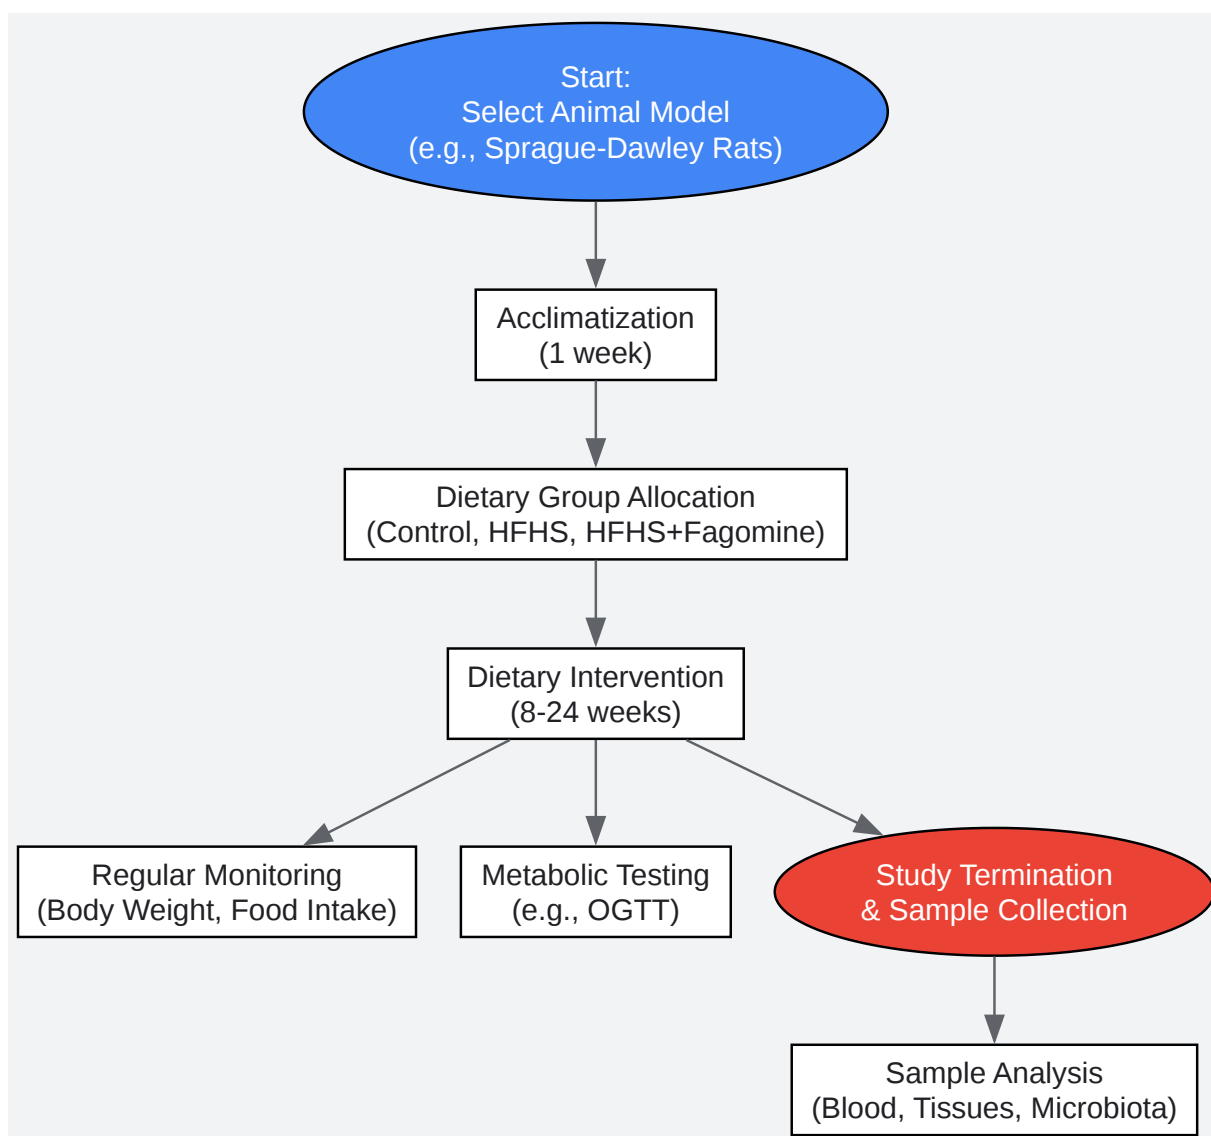 Start:
Select Animal Model
(e.g., Sprague-Dawley Rats)
Acclimatization
(1 week)
Dietary Group Allocation
(Control, HFHS, HFHS+Fagomine)
Dietary Intervention
(8-24 weeks)
Regular Monitoring
(Body Weight, Food Intake)
Metabolic Testing
(e.g., OGTT)
Study Termination
& Sample Collection
Sample Analysis
(Blood, Tissues, Microbiota)